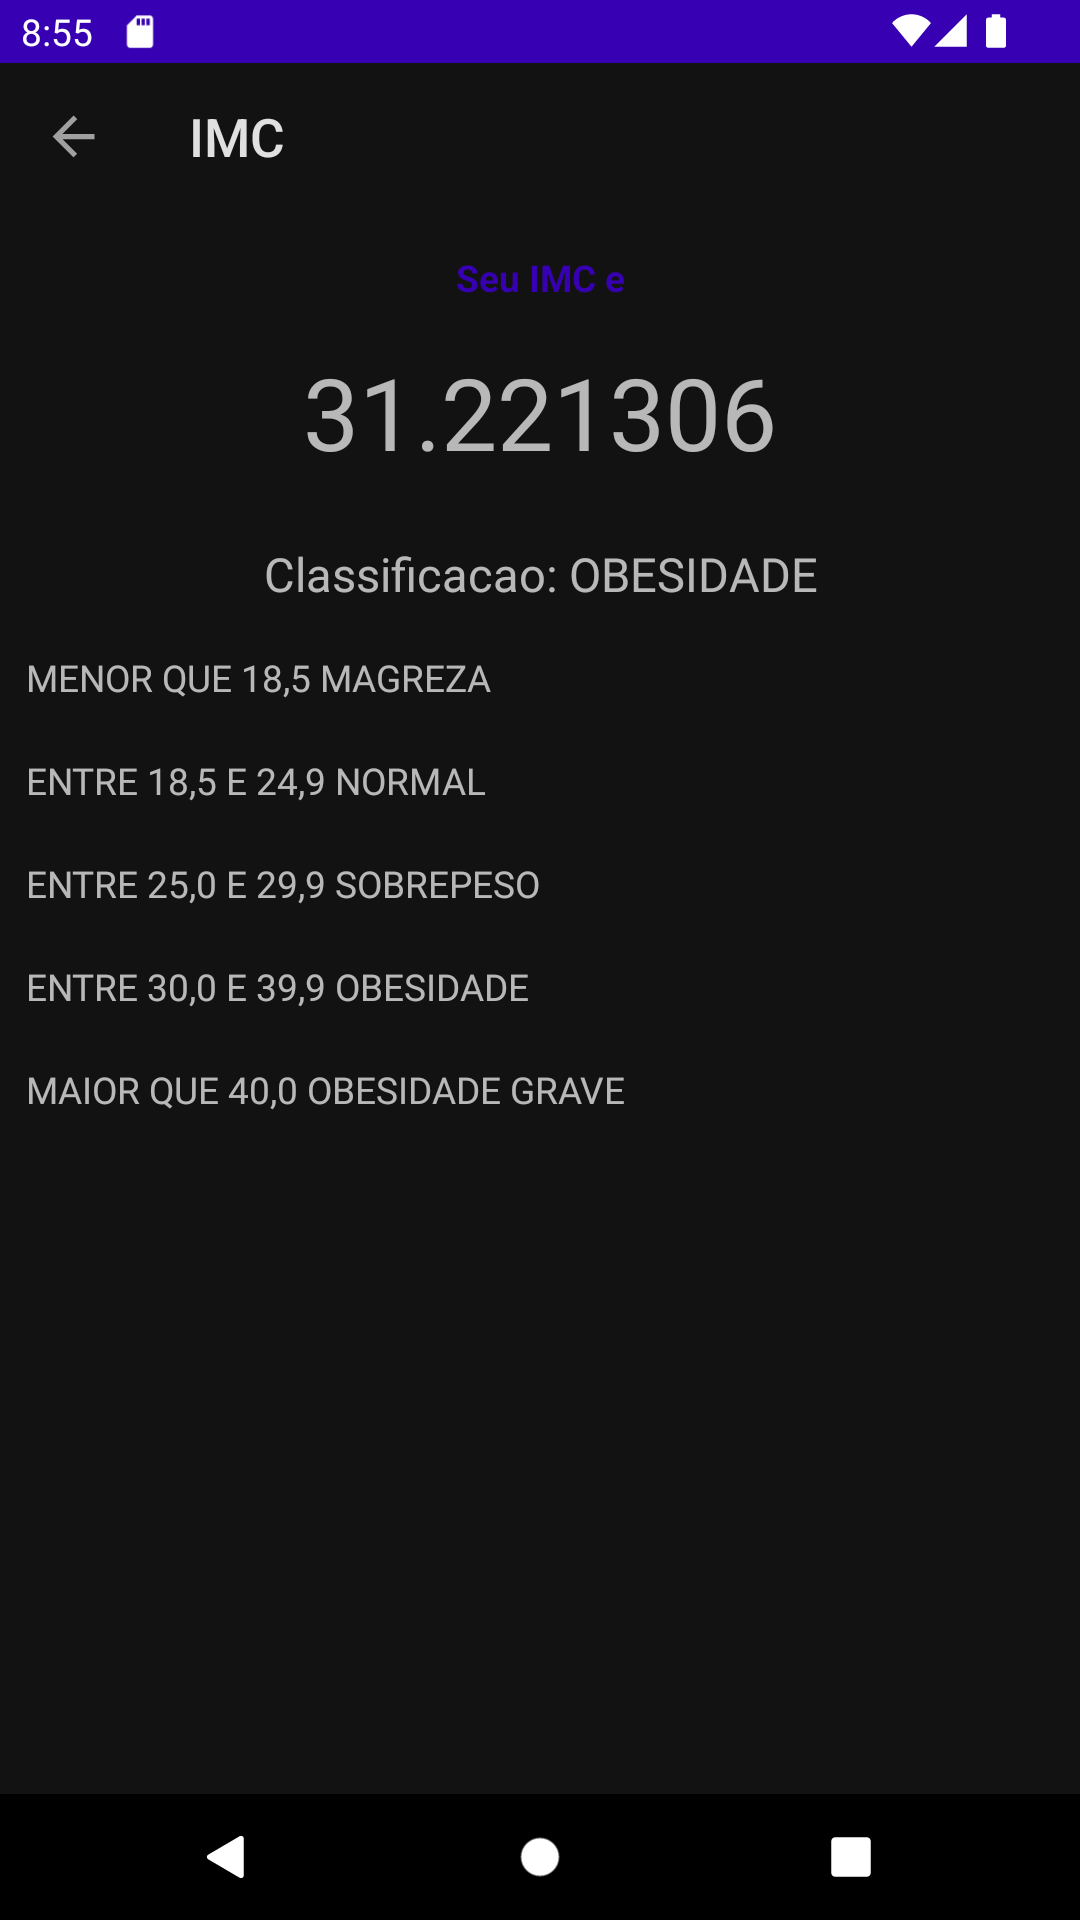 8:55
IMC
Seu IMC e
31.221306
Classificacao: OBESIDADE
MENOR QUE 18,5 MAGREZA
ENTRE 18,5 E 24,9 NORMAL
ENTRE 25,0 E 29,9 SOBREPESO
ENTRE 30,0 E 39,9 OBESIDADE
MAIOR QUE 40,0 OBESIDADE GRAVE